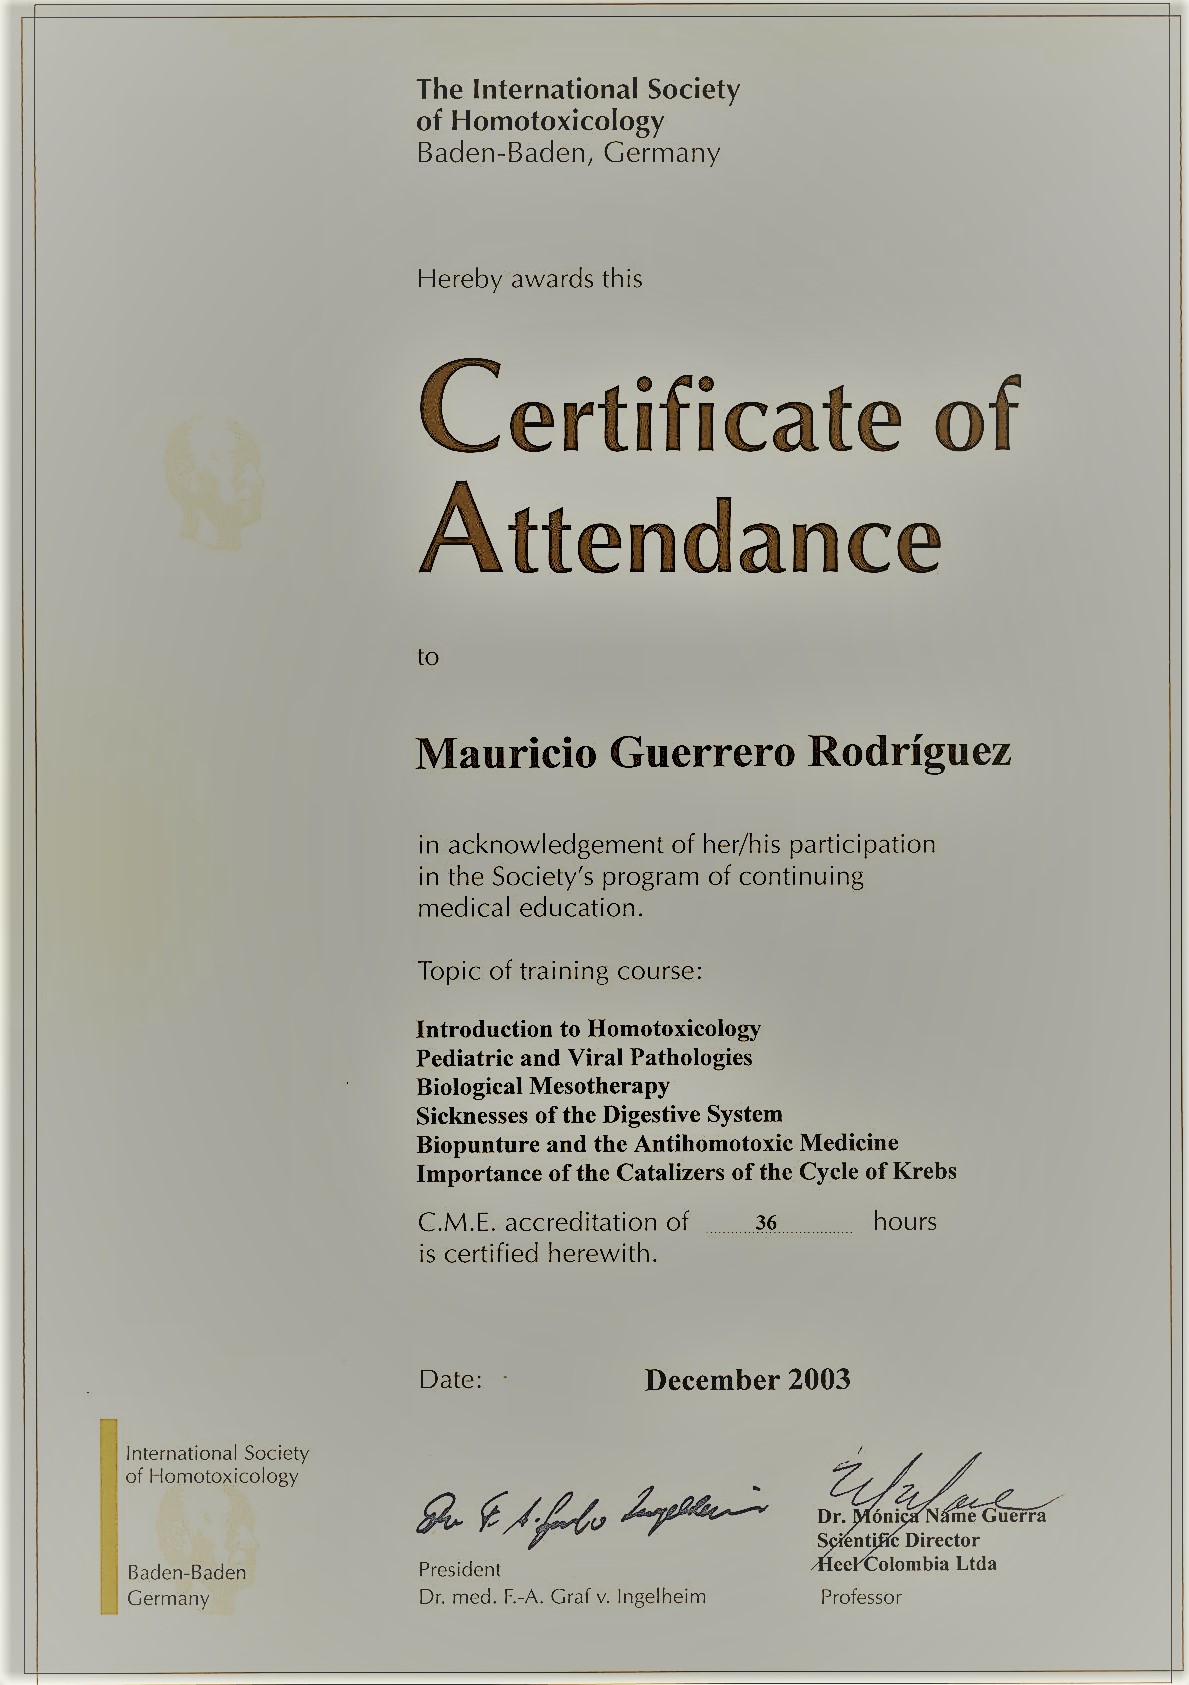 The International Society
of Homotoxicology
Baden-Baden, Germany
Hereby awards this
Certificate of
Attendance
to
Mauricio Guerrero Rodríguez
in acknowledgement of her/his participation
in the Society's program of continuing
medical education.
Topic of training course:
Introduction to Homotoxicology
Pediatric and Viral Pathologies
Biological Mesotherapy
Sicknesses of the Digestive System
Biopunture and the Antihomotoxic Medicine
Importance of the Catalizers of the Cycle of Krebs
C.M.E. accreditation of 36 hours
is certified herewith.
Date: December 2003
International Society
of Homotoxicology
Baden-Baden
Germany
President
Dr. med. F.-A. Graf v. Ingelheim
Dr. Mónica Name Guerra
Scientific Director
Heel Colombia Ltda
Professor